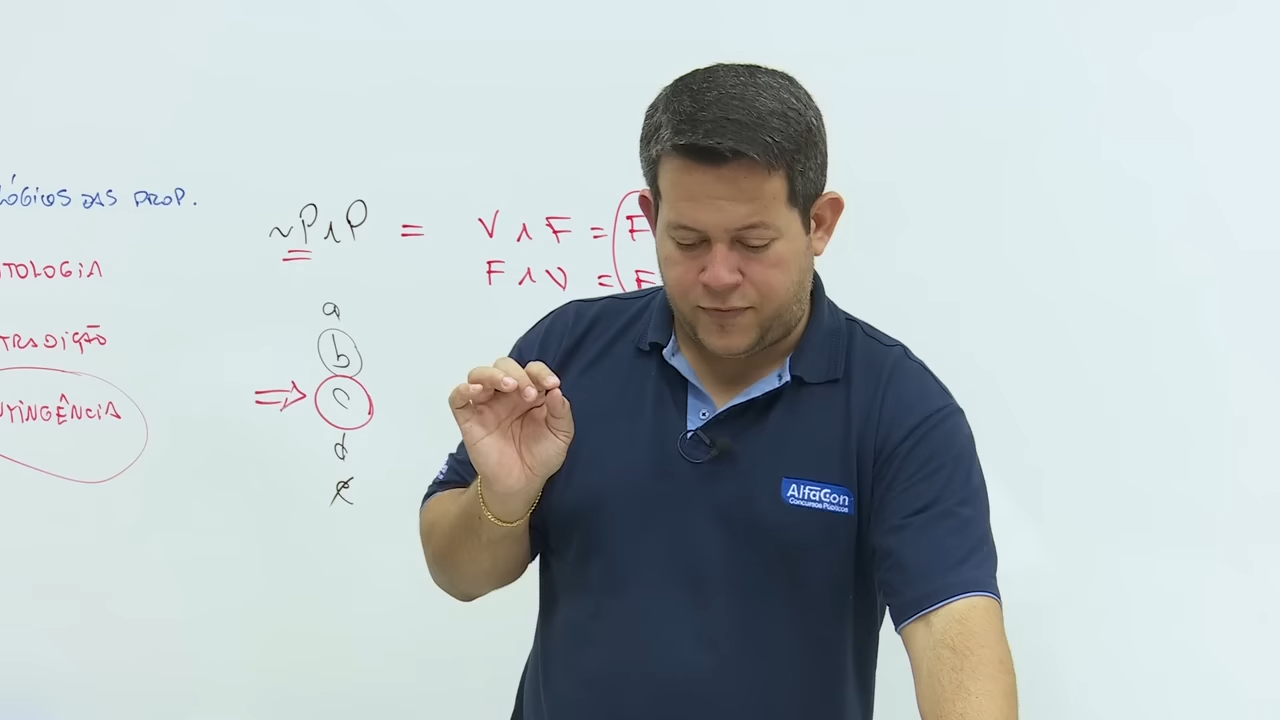 LÓGICOS DAS PROP.
TOLOGIA
TRADIÇÃO
TINGÊNCIA
~P ∧ P = V ∧ F = F
F ∧ V = F
a
b
c
d
e
AlfaCon
Concursos Públicos